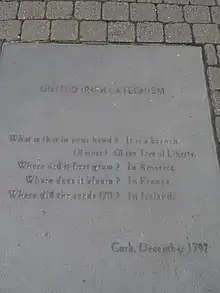 UNITED IRISH CATECHISM
What is that in your hand? It is a branch.
Of what? Of the Tree of Liberty.
Where did it first grow? In America.
Where does it bloom? In France.
Where did the seeds fall? In Ireland.
Cork, December 1797